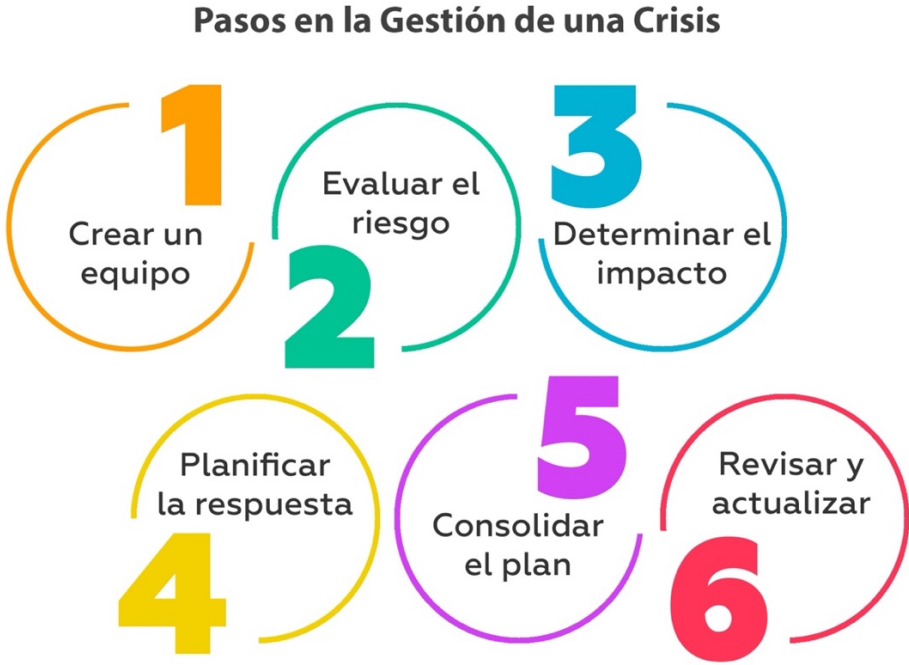 Pasos en la Gestión de una Crisis
1
Crear un
equipo
Evaluar el
riesgo
2
3
Determinar el
impacto
Planificar
la respuesta
4
5
Consolidar
el plan
Revisar y
actualizar
6